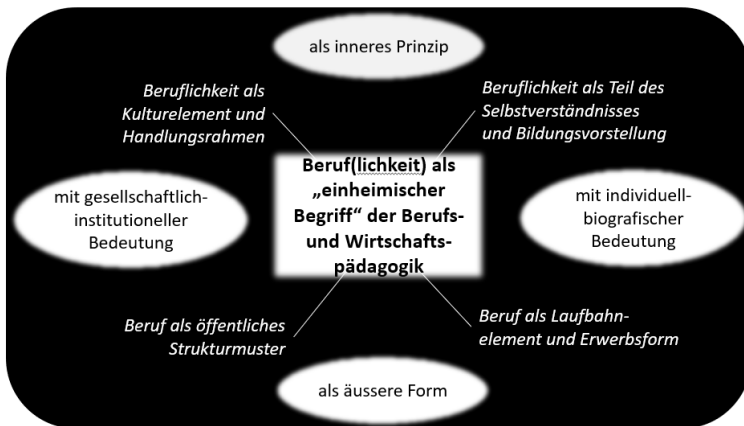 als inneres Prinzip
Beruflichkeit als
Kulturelement und
Handlungsrahmen
Beruflichkeit als Teil des
Selbstverständnisses
und Bildungsvorstellung
mit gesellschaftlich-
institutioneller
Bedeutung
Beruf(lichkeit) als
„einheimischer
Begriff“ der Berufs-
und Wirtschafts-
pädagogik
mit individuell-
biografischer
Bedeutung
Beruf als öffentliches
Strukturmuster
Beruf als Laufbahn-
element und Erwerbsform
als äussere Form